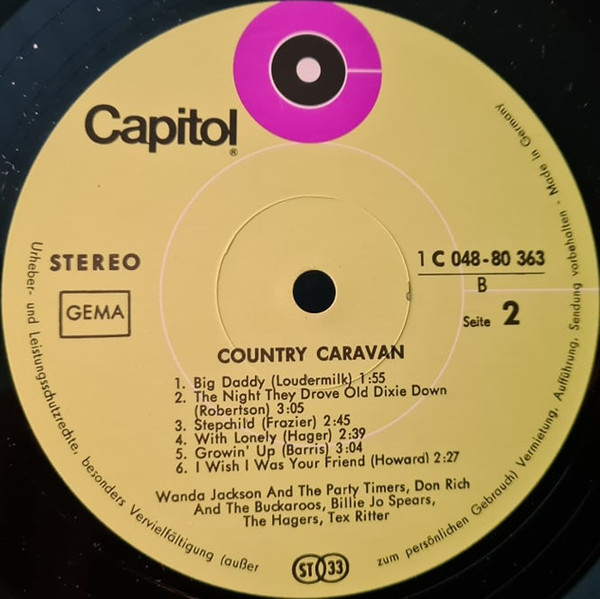 Capitol®
STEREO
GEMA
1 C 048-80 363
B
Seite 2
COUNTRY CARAVAN
1. Big Daddy (Loudermilk) 1:55
2. The Night They Drove Old Dixie Down
(Robertson) 3:05
3. Stepchild (Frazier) 2:45
4. With Lonely (Hager) 2:39
5. Growin' Up (Barris) 3:04
6. I Wish I Was Your Friend (Howard) 2:27
Wanda Jackson And The Party Timers, Don Rich
And The Buckaroos, Billie Jo Spears,
The Hagers, Tex Ritter
ST 33
Urheber- und Leistungsschutzrechte, besonders Vervielfältigung (außer zum persönlichen Gebrauch) Vermietung, Aufführung, Sendung vorbehalten - Made in Germany